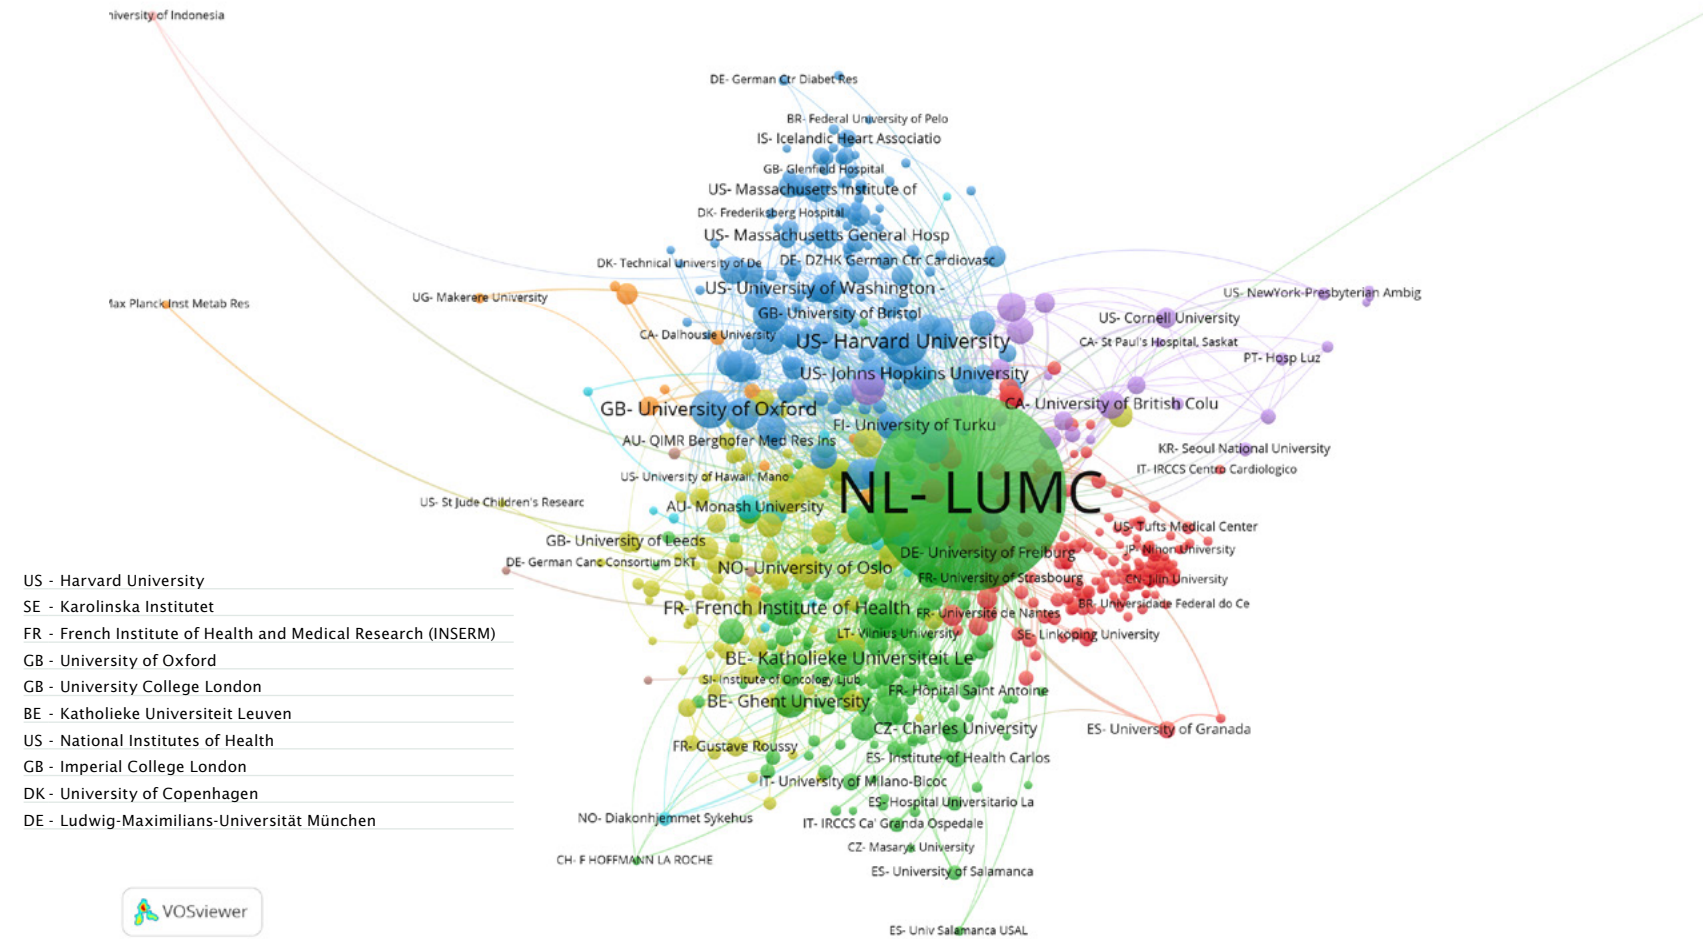 niversity of Indonesia
DE- German Ctr Diabet Res
BR- Federal University of Pelo
IS- Icelandic Heart Associatio
GB- Glenfield Hospital
US- Massachusetts Institute of
DK- Frederiksberg Hospital
US- Massachusetts General Hosp
DK- Technical University of De
DE- DZHK German Ctr Cardiovasc
US- University of Washington -
US- NewYork-Presbyterian Ambig
UG- Makerere University
Max Planck Inst Metab Res
GB- University of Bristol
US- Cornell University
CA- Dalhousie University
US- Harvard University
CA- St Paul's Hospital, Saskat
PT- Hosp Luz
US- Johns Hopkins University
GB- University of Oxford
CA- University of British Colu
FI- University of Turku
AU- QIMR Berghofer Med Res Ins
KR- Seoul National University
IT- IRCCS Centro Cardiologico
US- University of Hawaii, Mano
NL- LUMC
US- St Jude Children's Researc
AU- Monash University
US- Tufts Medical Center
GB- University of Leeds
DE- University of Freiburg
JP- Nihon University
DE- German Canc Consortium DKT
NO- University of Oslo
FR- University of Strasbourg
CN- Jilin University
US - Harvard University
SE - Karolinska Institutet
FR - French Institute of Health and Medical Research (INSERM)
GB - University of Oxford
GB - University College London
BE - Katholieke Universiteit Leuven
US - National Institutes of Health
GB - Imperial College London
DK - University of Copenhagen
DE - Ludwig-Maximilians-Universität München
FR- French Institute of Health
FR- Université de Nantes
BR- Universidade Federal do Ce
LT- Vilnius University
SE- Linkoping University
BE- Katholieke Universiteit Le
SI- Institute of Oncology Ljub
FR- Hôpital Saint Antoine
BE- Ghent University
CZ- Charles University
ES- University of Granada
FR- Gustave Roussy
ES- Institute of Health Carlos
IT- University of Milano-Bicoc
ES- Hospital Universitario La
NO- Diakonhjemmet Sykehus
IT- IRCCS Ca' Granda Ospedale
CZ- Masaryk University
CH- F HOFFMANN LA ROCHE
ES- University of Salamanca
VOSviewer
ES- Univ Salamanca USAL